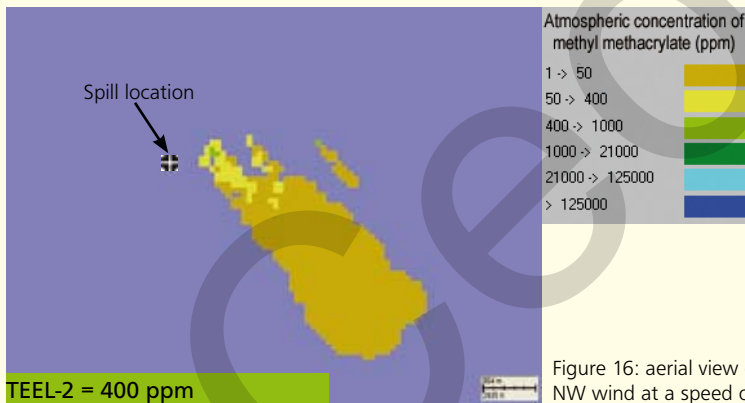 Atmospheric concentration of
methyl methacrylate (ppm)
1 -> 50
50 -> 400
400 -> 1000
1000 -> 21000
21000 -> 125000
> 125000
Spill location
TEEL-2 = 400 ppm
Figure 16: aerial view
NW wind at a speed